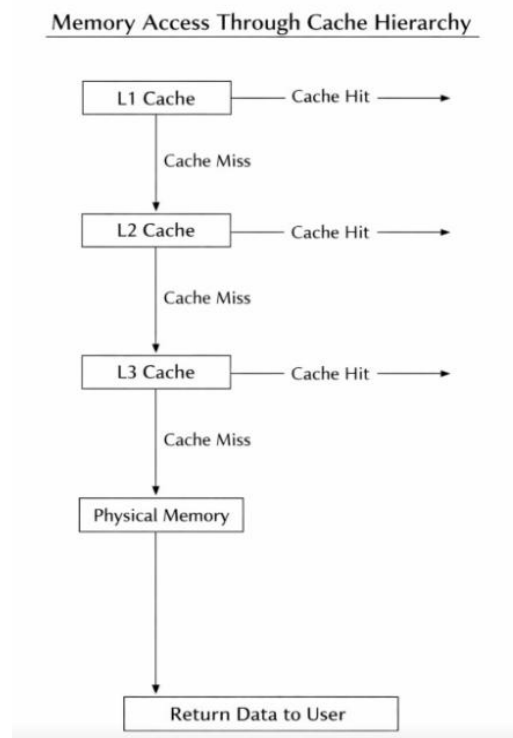 Memory Access Through Cache Hierarchy
L1 Cache
Cache Hit
Cache Miss
L2 Cache
Cache Hit
Cache Miss
L3 Cache
Cache Hit
Cache Miss
Physical Memory
Return Data to User